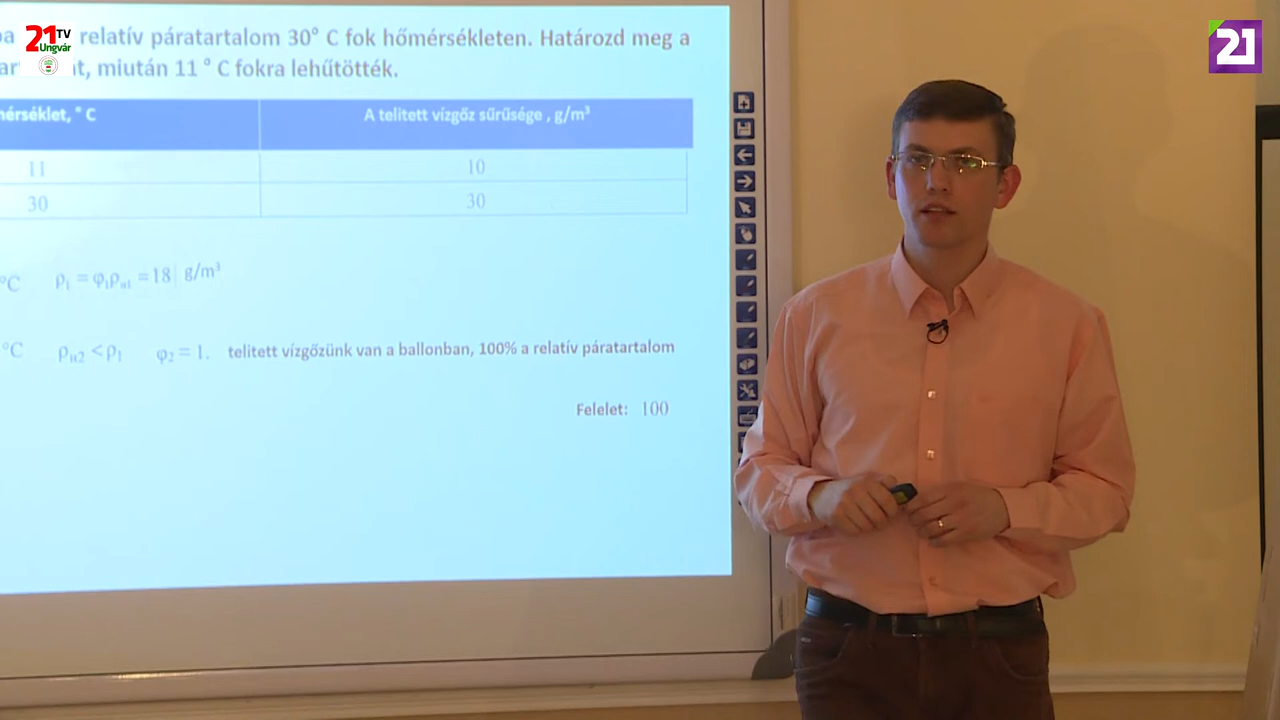 21 TV Ungvár
21
relatív páratartalom 30° C fok hőmérsékleten. Határozd meg a
miután 11 ° C fokra lehűtötték.
mérséklet, ° C A telitett vízgőz sűrűsége , g/m³
11 10
30 30
°C ρ₁ = φ₁ρₙ₁ = 18 g/m³
°C ρₙ₂ < ρ₁ φ₂ = 1. telitett vízgőzünk van a ballonban, 100% a relatív páratartalom
Felelet: 100